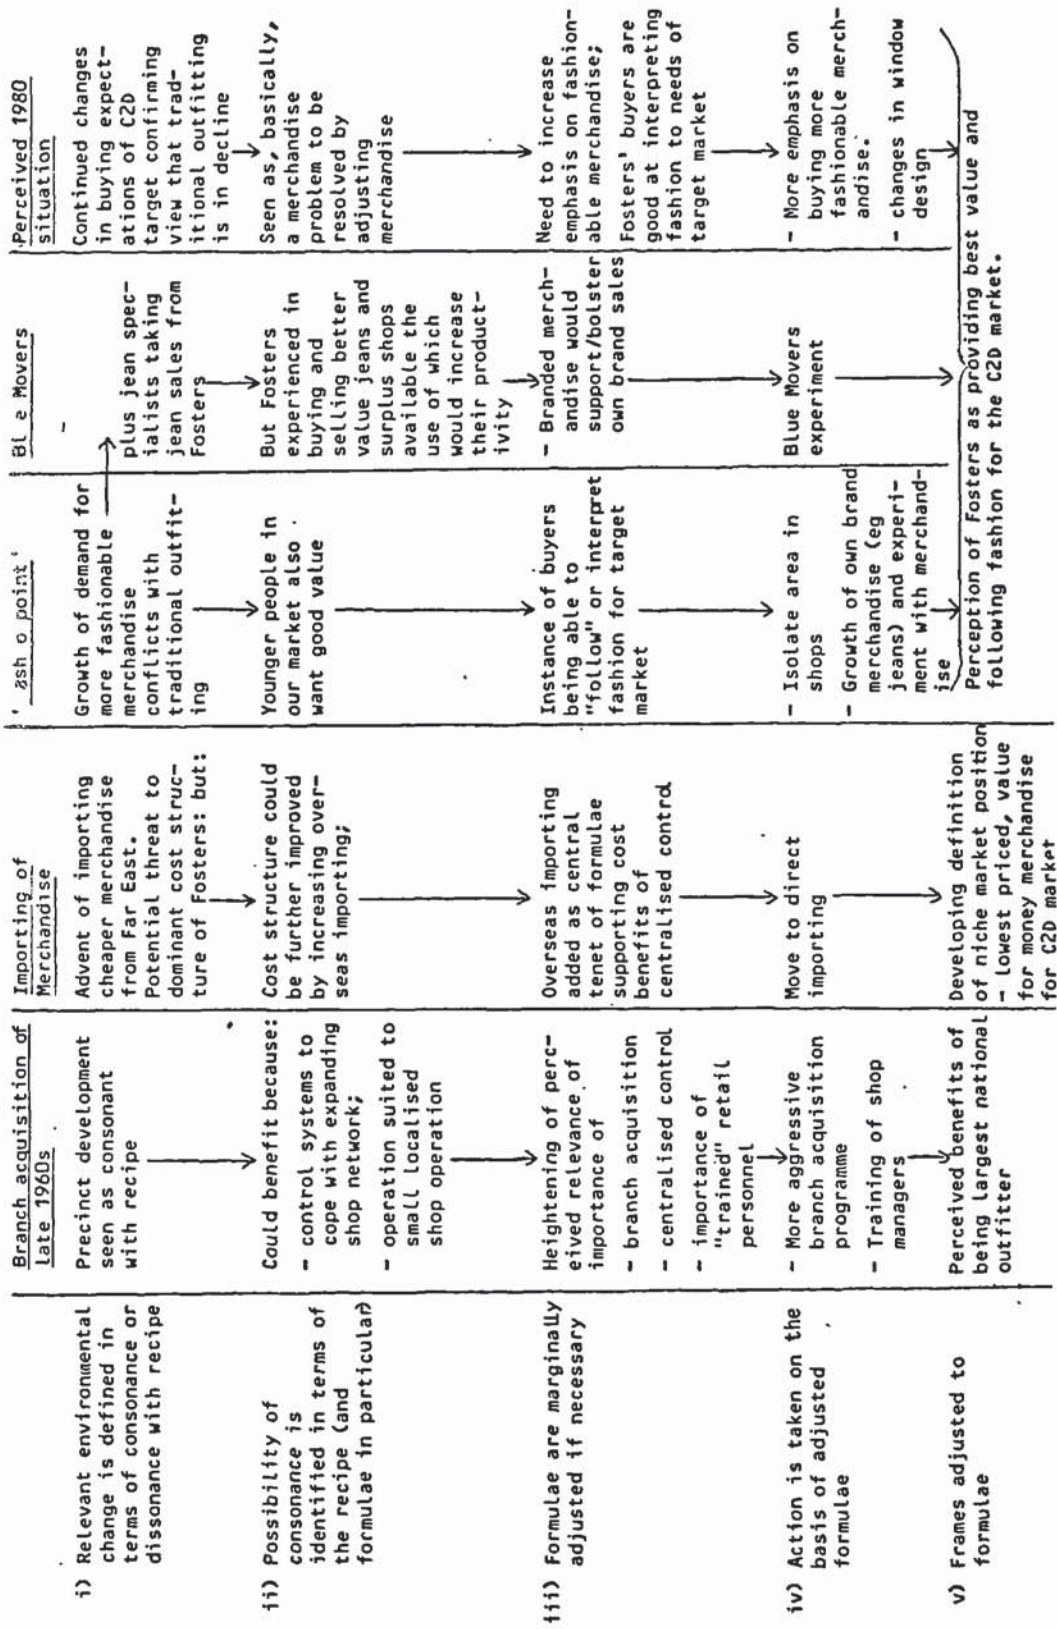 Branch acquisition of
late 1960s
Importing of
Merchandise
point'
Movers
Perceived 1980
situation
i) Relevant environmental
change is defined in
terms of consonance or
dissonance with recipe
Precinct development
seen as consonant
with recipe
Advent of importing
cheaper merchandise
from Far East.
Potential threat to
dominant cost struc-
ture of Fosters: but:
Growth of demand for
more fashionable
merchandise
conflicts with
traditional outfitt-
ing
plus jean spec-
ialists taking
jean sales from
Fosters
Continued changes
in buying expect-
ations of C2D
target confirming
view that trad-
itional outfitting
is in decline
ii) Possibility of
consonance is
identified in terms of
the recipe (and
formulae in particular)
Could benefit because:
- control systems to
cope with expanding
shop network;
- operation suited to
small localised
shop operation
Cost structure could
be further improved
by increasing over-
seas importing;
Younger people in
our market also
want good value
But Fosters
experienced in
buying and
selling better
value jeans and
surplus shops
available the
use of which
would increase
their product-
ivity
Seen as, basically,
a merchandise
problem to be
resolved by
adjusting
merchandise
iii) Formulae are marginally
adjusted if necessary
Heightening of perc-
eived relevance of
importance of
- branch acquisition
- centralised control
- importance of
"trained" retail
personnel
Overseas importing
added as central
tenet of formulae
supporting cost
benefits of
centralised control
Instance of buyers
being able to
"follow" or interpret
fashion for target
market
- Branded merch-
andise would
support/bolster
own brand sales
Need to increase
emphasis on fashion-
able merchandise;
Fosters' buyers are
good at interpreting
fashion to needs of
target market
iv) Action is taken on the
basis of adjusted
formulae
- More aggressive
branch acquisition
programme
- Training of shop
managers
Move to direct
importing
- Isolate area in
shops
- Growth of own brand
merchandise (eg
jeans) and experi-
ment with merchand-
ise
Blue Movers
experiment
- More emphasis on
buying more
fashionable merch-
andise.
- changes in window
design
v) Frames adjusted to
formulae
Perceived benefits of
being largest national
outfitter
Developing definition
of niche market position
- lowest priced, value
for money merchandise
for C2D market
Perception of Fosters as providing best value and
following fashion for the C2D market.